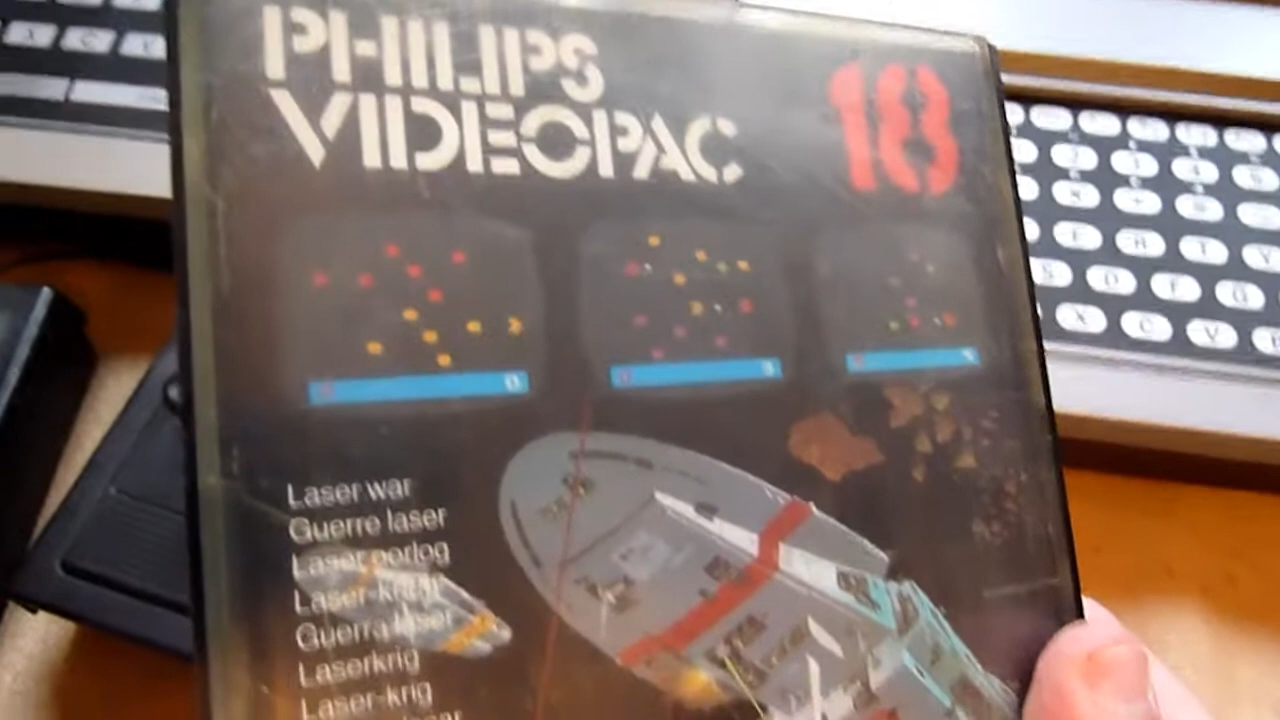 PHILIPS
VIDEOPAC
18
Laser war
Guerre laser
Laser oorlog
Laser-krieg
Guerra laser
Laserkrig
Laser-krig